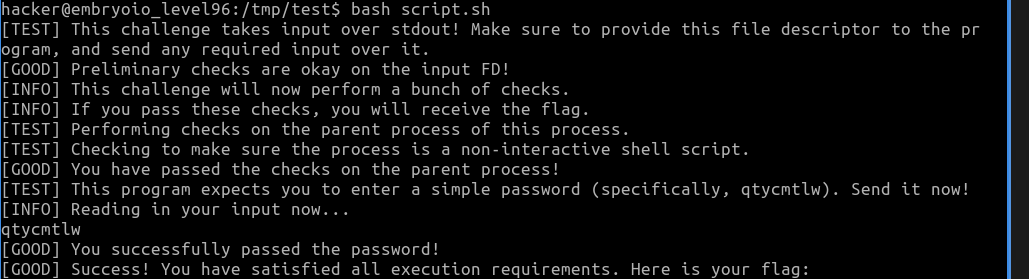 hacker@embryoio_level96:/tmp/test$ bash script.sh
[TEST] This challenge takes input over stdout! Make sure to provide this file descriptor to the pr
ogram, and send any required input over it.
[GOOD] Preliminary checks are okay on the input FD!
[INFO] This challenge will now perform a bunch of checks.
[INFO] If you pass these checks, you will receive the flag.
[TEST] Performing checks on the parent process of this process.
[TEST] Checking to make sure the process is a non-interactive shell script.
[GOOD] You have passed the checks on the parent process!
[TEST] This program expects you to enter a simple password (specifically, qtycmtlw). Send it now!
[INFO] Reading in your input now...
qtycmtlw
[GOOD] You successfully passed the password!
[GOOD] Success! You have satisfied all execution requirements. Here is your flag: